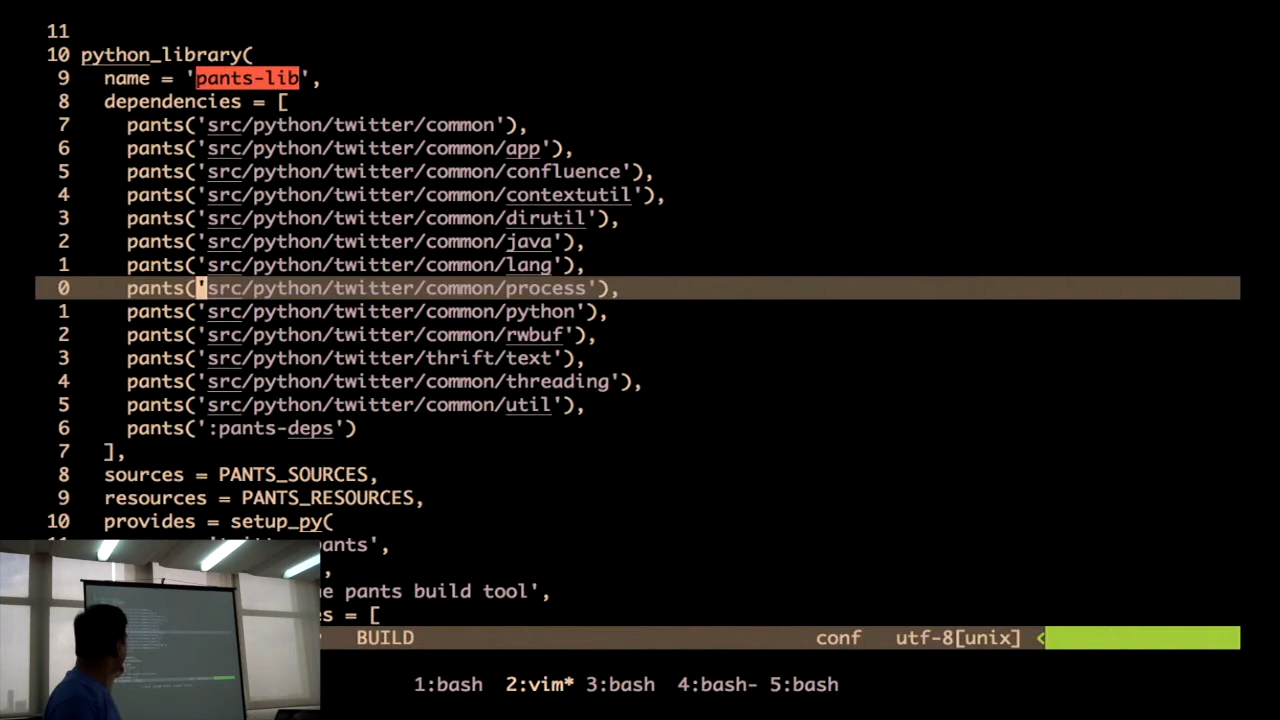 11
10 python_library(
9 name = 'pants-lib',
8 dependencies = [
7 pants('src/python/twitter/common'),
6 pants('src/python/twitter/common/app'),
5 pants('src/python/twitter/common/confluence'),
4 pants('src/python/twitter/common/contextutil'),
3 pants('src/python/twitter/common/dirutil'),
2 pants('src/python/twitter/common/java'),
1 pants('src/python/twitter/common/lang'),
0 pants('src/python/twitter/common/process'),
1 pants('src/python/twitter/common/python'),
2 pants('src/python/twitter/common/rwbuf'),
3 pants('src/python/twitter/thrift/text'),
4 pants('src/python/twitter/common/threading'),
5 pants('src/python/twitter/common/util'),
6 pants(':pants-deps')
7 ],
8 sources = PANTS_SOURCES,
9 resources = PANTS_RESOURCES,
10 provides = setup_py(
ants',
,
pants build tool',
= [
BUILD conf utf-8[unix] <
1:bash 2:vim* 3:bash 4:bash- 5:bash